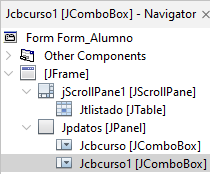 Jcbcurso1 [JComboBox] - Navigator
Form Form_Alumno
Other Components
[JFrame]
jScrollPane1 [JScrollPane]
Jtlistado [JTable]
Jpdatos [JPanel]
Jcbcurso [JComboBox]
Jcbcurso1 [JComboBox]